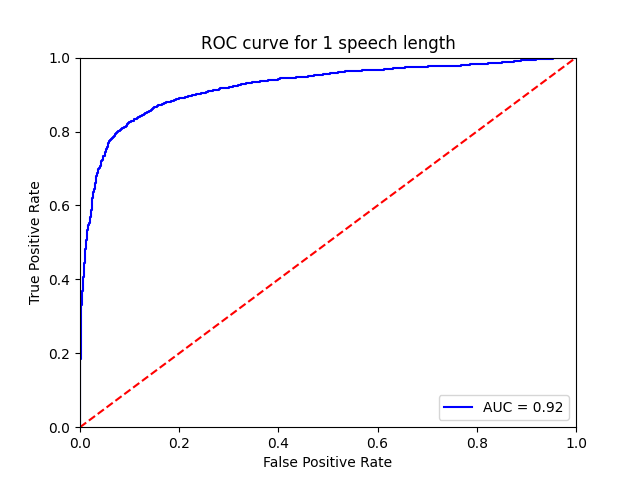 ROC curve for 1 speech length
1.0
0.8
0.6
0.4
0.2
0.0
True Positive Rate
AUC = 0.92
0.0 0.2 0.4 0.6 0.8 1.0
False Positive Rate